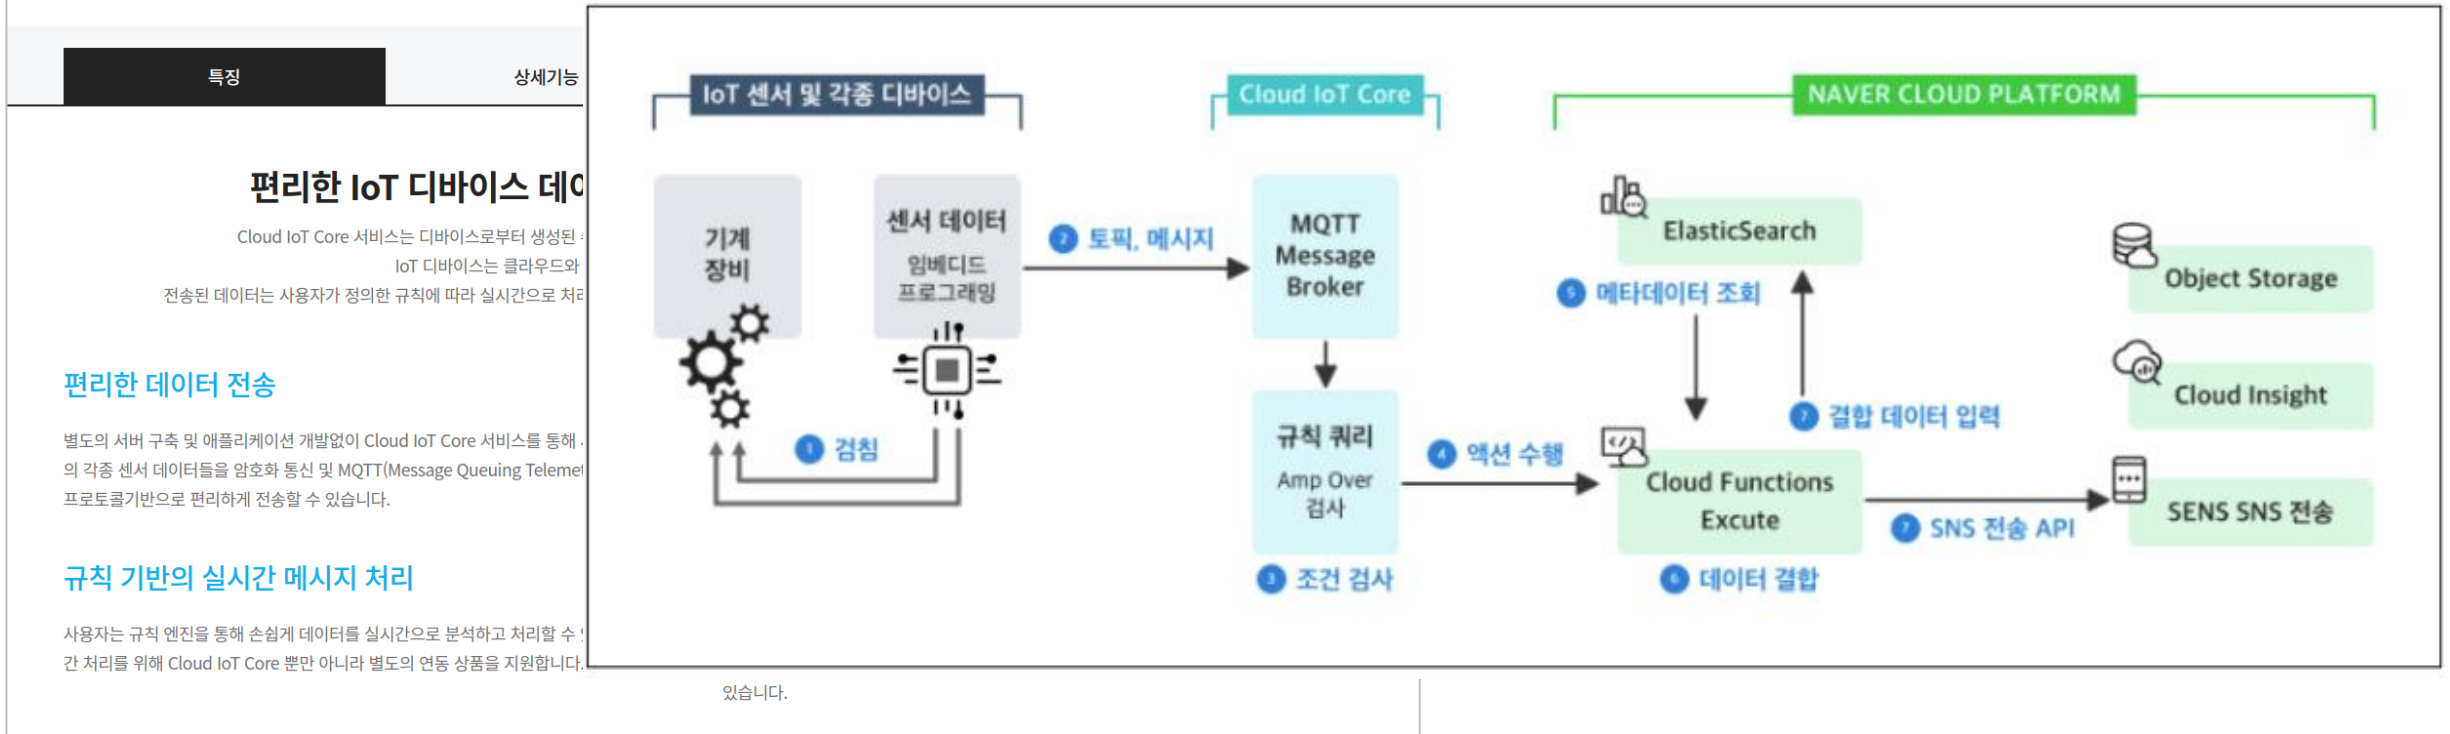 특징
상세기능
편리한 IoT 디바이스
Cloud IoT Core 서비스는 디바이스로부터 생성된
IoT 디바이스는 클라우드와
전송된 데이터는 사용자가 정의한 규칙에 따라 실시간으로
편리한 데이터 전송
별도의 서버 구축 및 애플리케이션 개발없이 Cloud IoT Core 서비스를 통해
의 각종 센서 데이터들을 암호화 통신 및 MQTT(Message Queuing
프로토콜기반으로 편리하게 전송할 수 있습니다.
규칙 기반의 실시간 메시지 처리
사용자는 규칙 엔진을 통해 손쉽게 데이터를 실시간으로 분석하고 처리할 수
간 처리를 위해 Cloud IoT Core 뿐만 아니라 별도의 연동 상품을 지원합니다.
있습니다.
IoT 센서 및 각종 디바이스
기계
장비
센서 데이터
임베디드
프로그래밍
1 검침
2 토픽, 메시지
Cloud IoT Core
MQTT
Message
Broker
규칙 쿼리
Amp Over
검사
3 조건 검사
4 액션 수행
NAVER CLOUD PLATFORM
ElasticSearch
5 메타데이터 조회
7 결합 데이터 입력
Cloud Functions
Excute
6 데이터 결합
7 SNS 전송 API
Object Storage
Cloud Insight
SENS SNS 전송